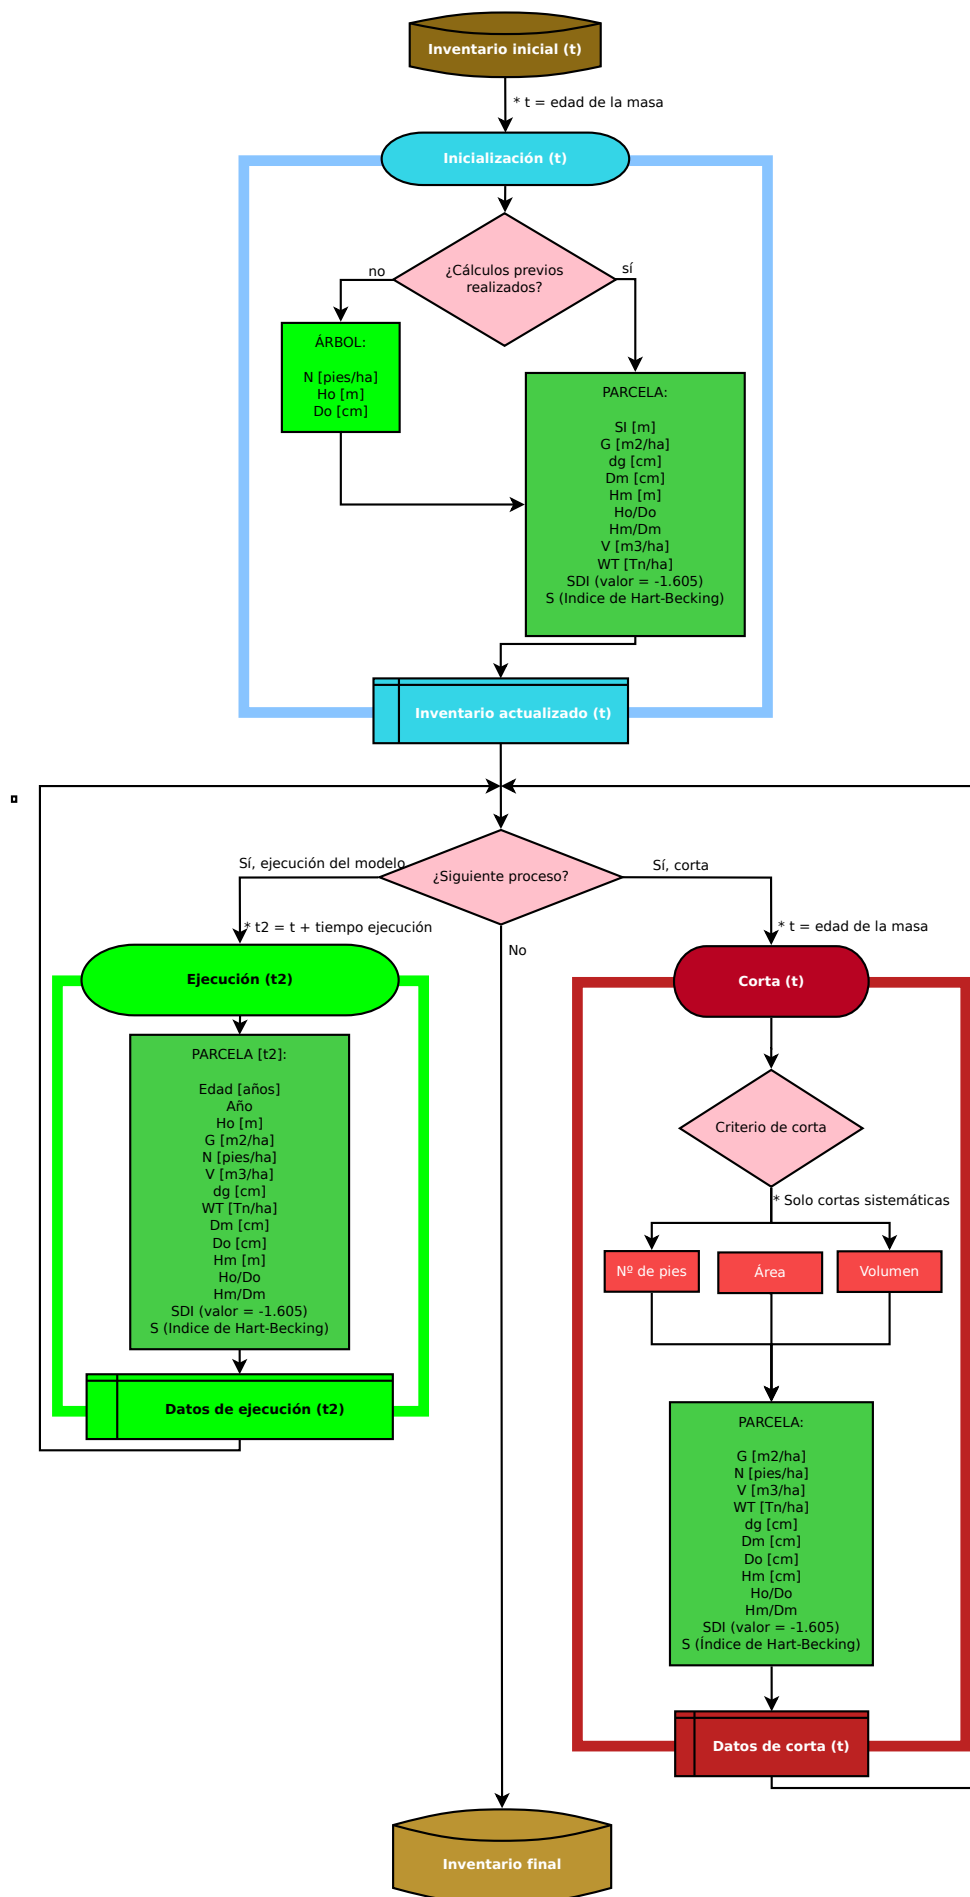 Inventario inicial (t)
* t = edad de la masa
Inicialización (t)
¿Cálculos previos
realizados?
no
sí
ÁRBOL:
N [pies/ha]
Ho [m]
Do [cm]
PARCELA:
SI [m]
G [m2/ha]
dg [cm]
Dm [cm]
Hm [m]
Ho/Do
Hm/Dm
V [m3/ha]
WT [Tn/ha]
SDI (valor = -1.605)
S (Indice de Hart-Becking)
Inventario actualizado (t)
¿Siguiente proceso?
Sí, ejecución del modelo
Sí, corta
No
* t2 = t + tiempo ejecución
Ejecución (t2)
PARCELA [t2]:
Edad [años]
Año
Ho [m]
G [m2/ha]
N [pies/ha]
V [m3/ha]
dg [cm]
WT [Tn/ha]
Dm [cm]
Do [cm]
Hm [m]
Ho/Do
Hm/Dm
SDI (valor = -1.605)
S (Indice de Hart-Becking)
Datos de ejecución (t2)
* t = edad de la masa
Corta (t)
Criterio de corta
* Solo cortas sistemáticas
Nº de pies
Área
Volumen
PARCELA:
G [m2/ha]
N [pies/ha]
V [m3/ha]
WT [Tn/ha]
dg [cm]
Dm [cm]
Do [cm]
Hm [cm]
Ho/Do
Hm/Dm
SDI (valor = -1.605)
S (Índice de Hart-Becking)
Datos de corta (t)
Inventario final